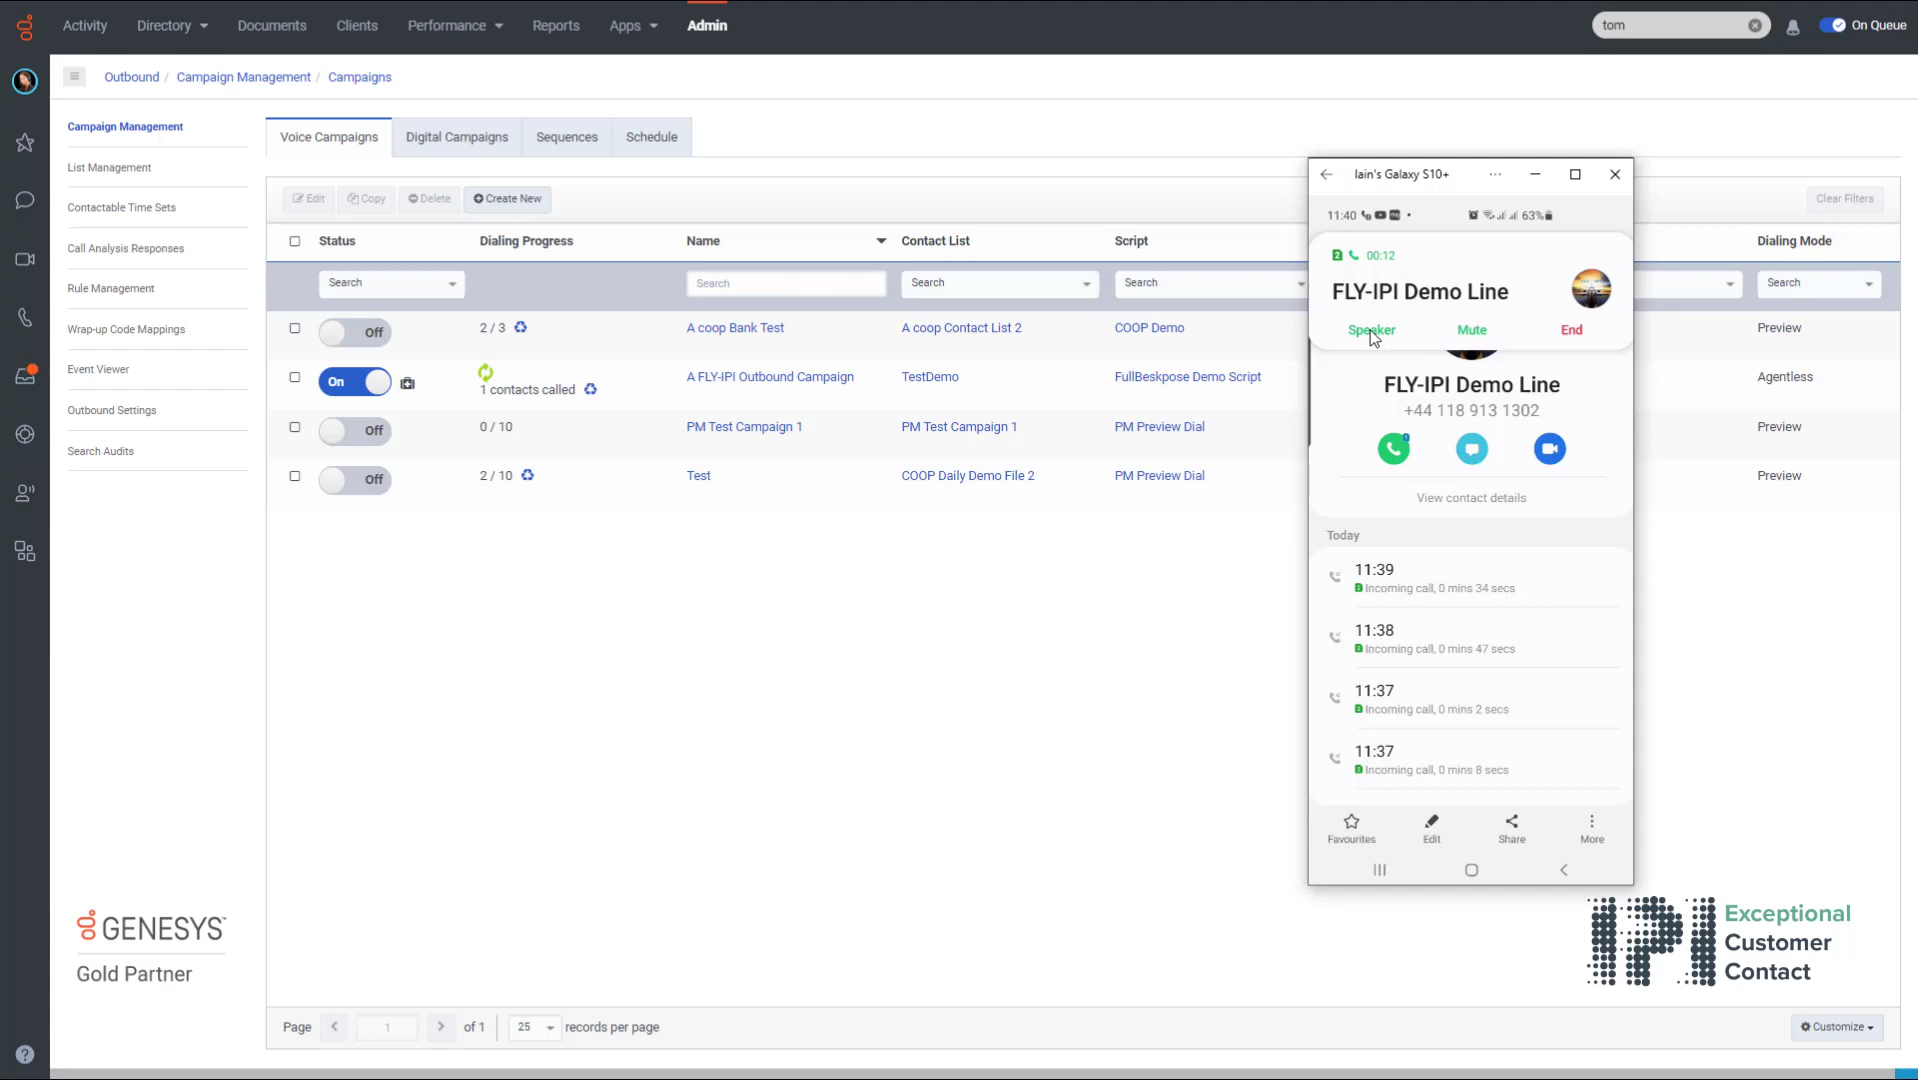 Activity
Directory
Documents
Clients
Performance
Reports
Apps
Admin
tom
On Queue
Outbound / Campaign Management / Campaigns
Campaign Management
List Management
Contactable Time Sets
Call Analysis Responses
Rule Management
Wrap-up Code Mappings
Event Viewer
Outbound Settings
Search Audits
Voice Campaigns
Digital Campaigns
Sequences
Schedule
Edit
Copy
Delete
Create New
Clear Filters
Status Dialing Progress Name Contact List Script Dialing Mode
Search Search Search Search Search
Off 2 / 3 A coop Bank Test A coop Contact List 2 COOP Demo Preview
On 1 contacts called A FLY-IPI Outbound Campaign TestDemo FullBeskpose Demo Script Agentless
Off 0 / 10 PM Test Campaign 1 PM Test Campaign 1 PM Preview Dial Preview
Off 2 / 10 Test COOP Daily Demo File 2 PM Preview Dial Preview
Iain's Galaxy S10+
11:40 63%
2 00:12
FLY-IPI Demo Line
Speaker Mute End
FLY-IPI Demo Line
+44 118 913 1302
View contact details
Today
11:39
2 Incoming call, 0 mins 34 secs
11:38
2 Incoming call, 0 mins 47 secs
11:37
2 Incoming call, 0 mins 2 secs
11:37
2 Incoming call, 0 mins 8 secs
Favourites Edit Share More
GENESYS™
Gold Partner
IPI
Exceptional
Customer
Contact
Page 1 of 1 25 records per page
Customize
?